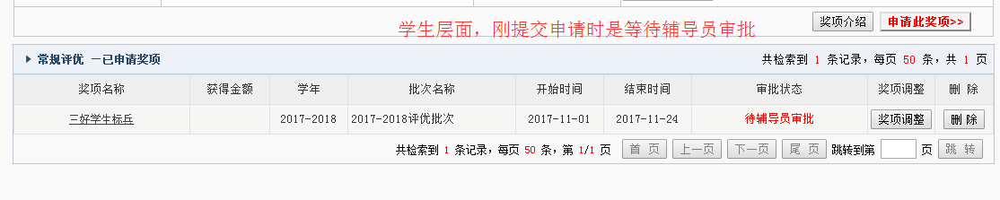 奖项介绍 申请此奖项>>
学生层面，刚提交申请时是等待辅导员审批
常规评优 －已申请奖项 共检索到 1 条记录，每页 50 条，共 1 页
奖项名称 获得金额 学年 批次名称 开始时间 结束时间 审批状态 奖项调整 删 除
三好学生标兵 2017-2018 2017-2018评优批次 2017-11-01 2017-11-24 待辅导员审批 奖项调整 删 除
共检索到 1 条记录，每页 50 条，第 1/1 页 首 页 上一页 下一页 尾 页 跳转到第 页 跳 转